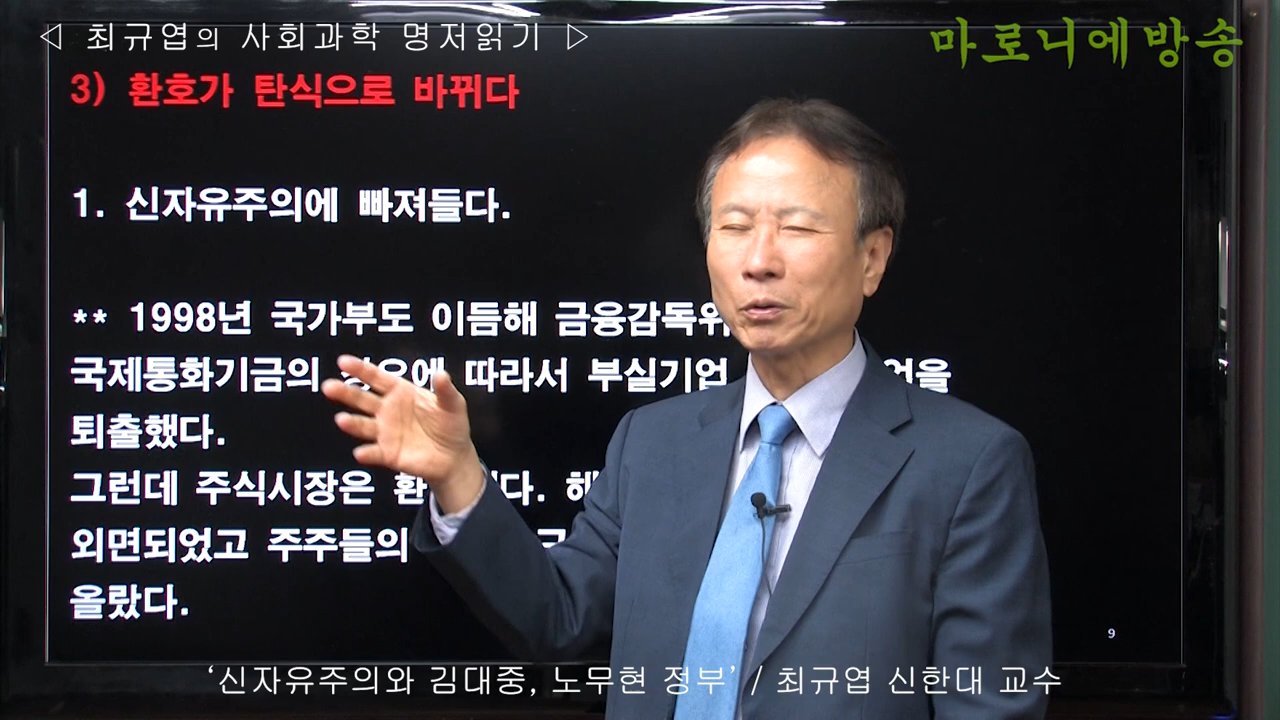 ◁ 최규엽의 사회과학 명저읽기 ▷
마로니에방송
3) 환호가 탄식으로 바뀌다
1. 신자유주의에 빠져들다.
** 1998년 국가부도 이듬해 금융감독위
국제통화기금의 따라서 부실기업
퇴출했다.
그런데 주식시장은
외면되었고 주주들의
올랐다.
9
‘신자유주의와 김대중, 노무현 정부’ / 최규엽 신한대 교수